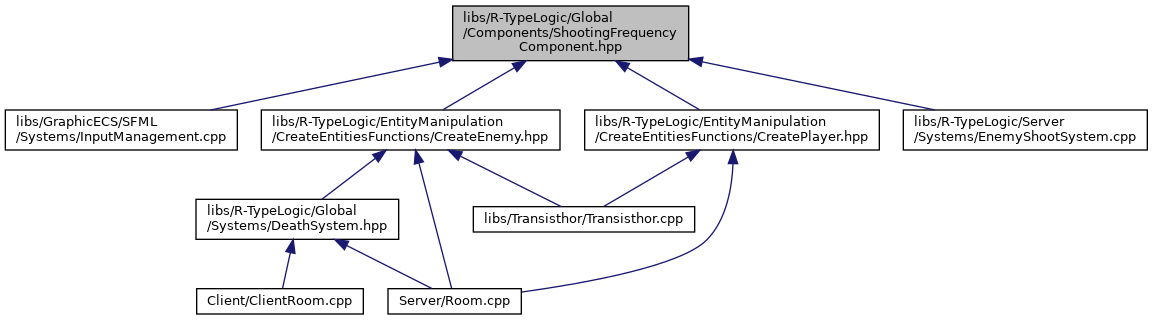 libs/R-TypeLogic/Global
/Components/ShootingFrequency
Component.hpp
libs/GraphicECS/SFML
/Systems/InputManagement.cpp
libs/R-TypeLogic/EntityManipulation
/CreateEntitiesFunctions/CreateEnemy.hpp
libs/R-TypeLogic/EntityManipulation
/CreateEntitiesFunctions/CreatePlayer.hpp
libs/R-TypeLogic/Server
/Systems/EnemyShootSystem.cpp
libs/R-TypeLogic/Global
/Systems/DeathSystem.hpp
libs/Transisthor/Transisthor.cpp
Client/ClientRoom.cpp
Server/Room.cpp